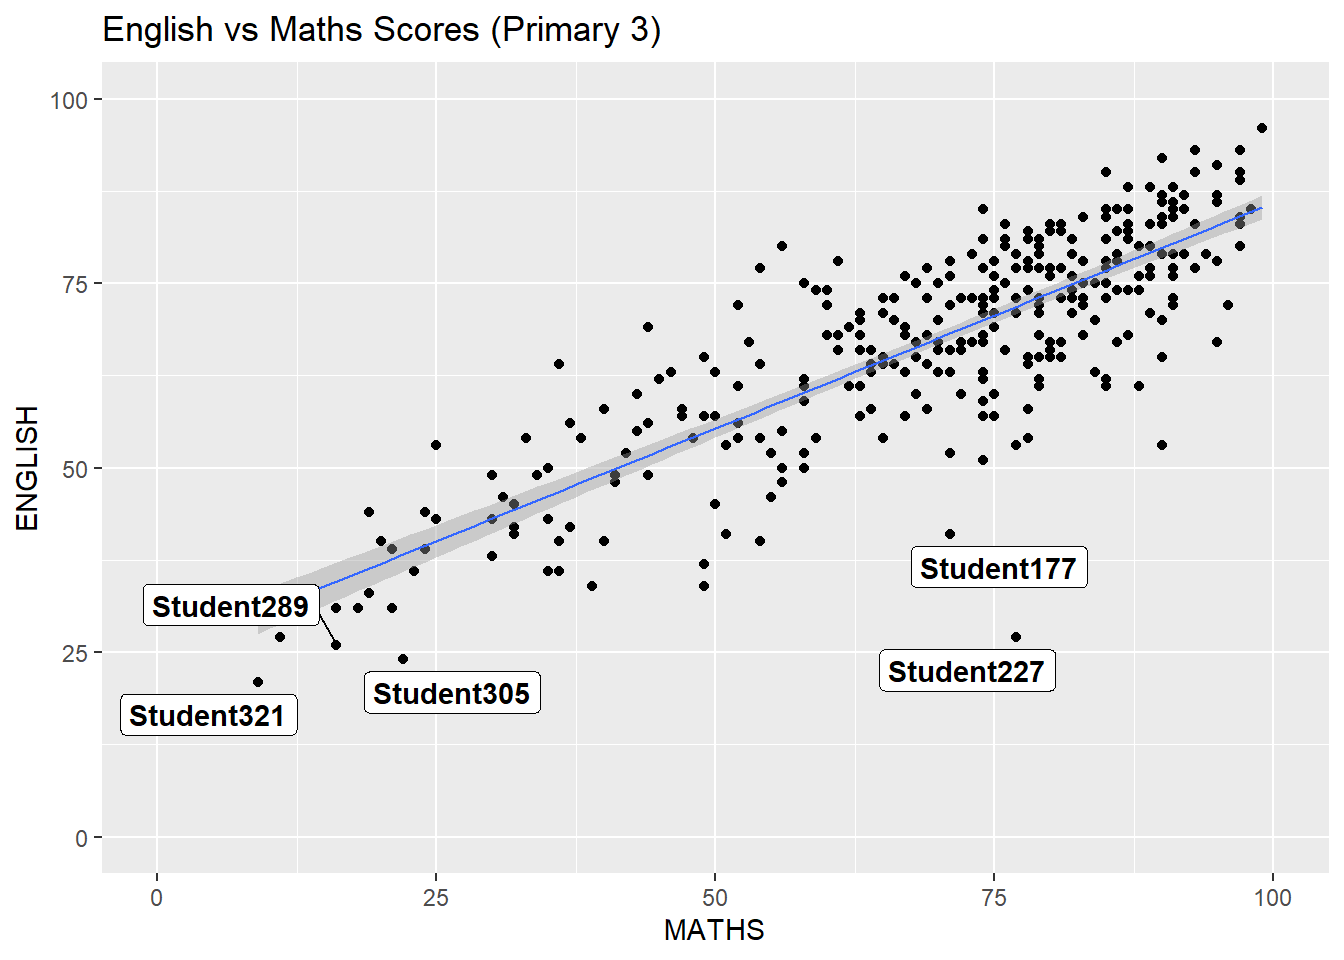 English vs Maths Scores (Primary 3)
100
75
50
25
0
ENGLISH
Student177
Student289
Student227
Student305
Student321
0
25
50
75
100
MATHS